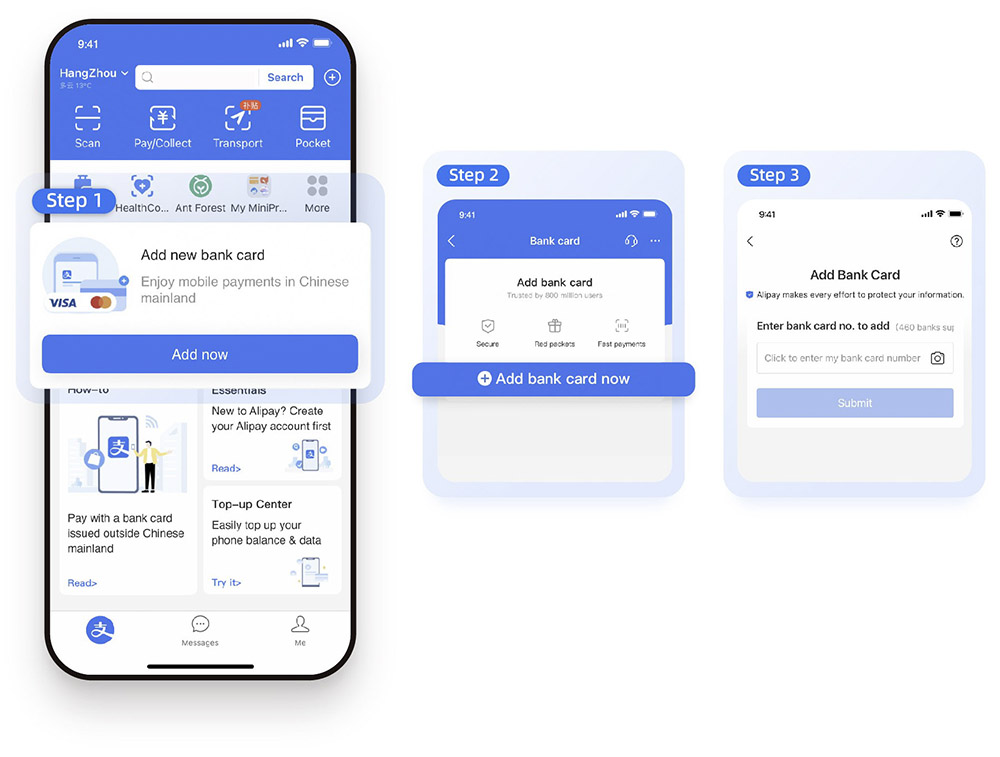 9:41
HangZhou
多云 13°C
Search
补贴
Scan
Pay/Collect
Transport
Pocket
Step 1
HealthCo...
Ant Forest
My MiniPr...
More
Add new bank card
Enjoy mobile payments in Chinese
mainland
支
VISA
Add now
How-to
Essentials
New to Alipay? Create
your Alipay account first
Read>
支
Pay with a bank card
issued outside Chinese
mainland
Read>
Top-up Center
Easily top up your
phone balance & data
Try it>
支
Messages
Me
Step 2
9:41
Bank card
Add bank card
Trusted by 800 million users
Secure
Red packets
Fast payments
Add bank card now
Step 3
9:41
Add Bank Card
Alipay makes every effort to protect your information.
Enter bank card no. to add (460 banks sup
Click to enter my bank card number
Submit